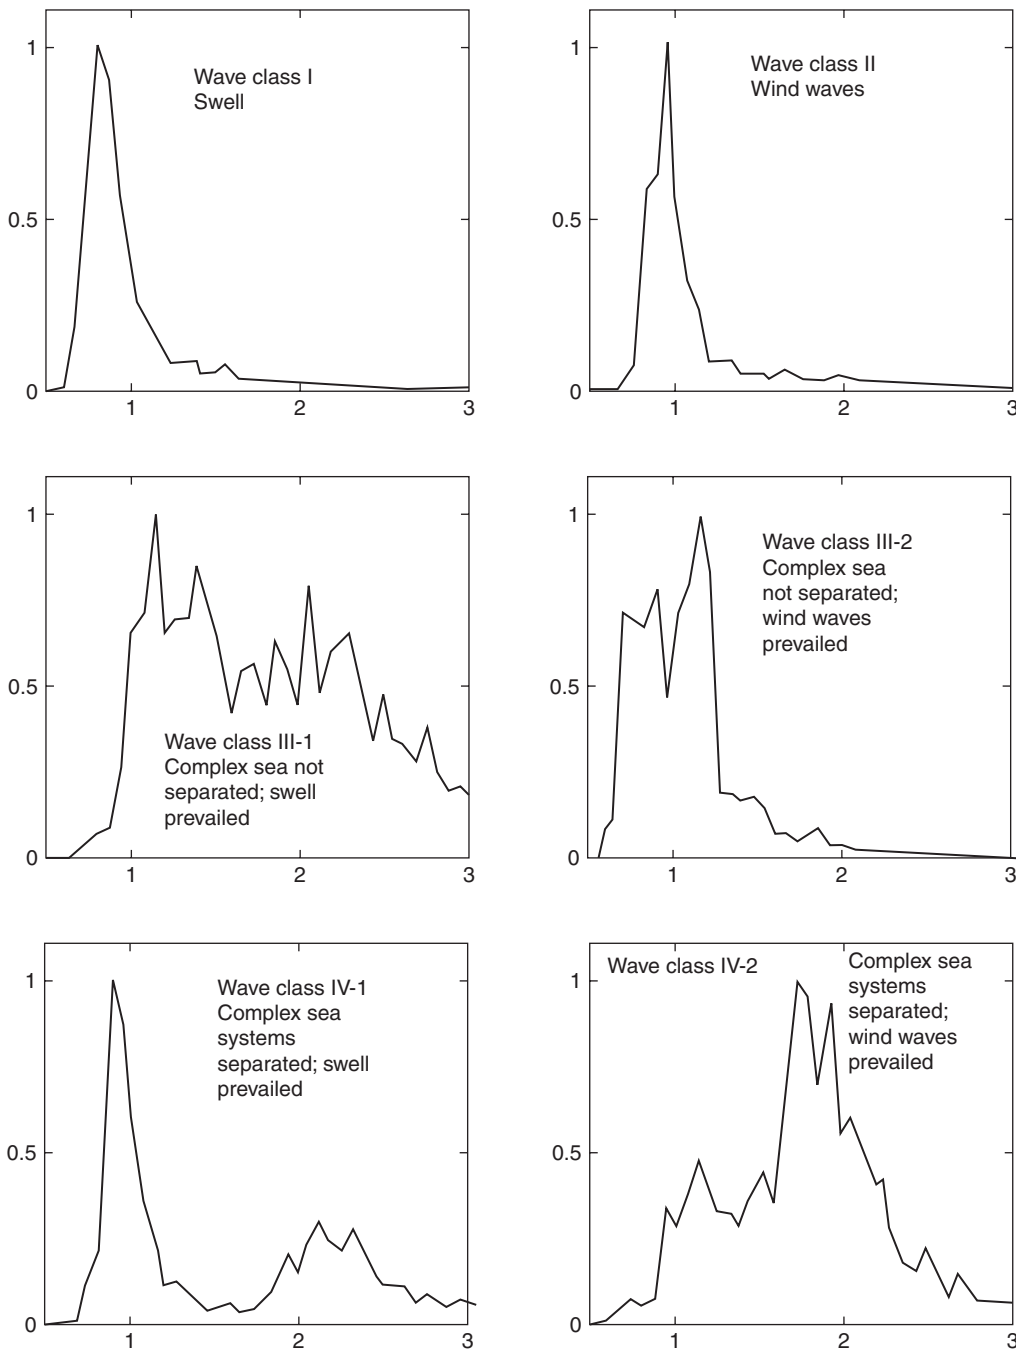 1
Wave class I
Swell
0.5
0
1
2
3
1
Wave class II
Wind waves
0.5
0
1
2
3
1
0.5
Wave class III-1
Complex sea not
separated; swell
prevailed
0
1
2
3
1
Wave class III-2
Complex sea
not separated;
wind waves
prevailed
0.5
0
1
2
3
1
Wave class IV-1
Complex sea
systems
separated; swell
prevailed
0.5
0
1
2
3
Wave class IV-2
Complex sea
systems
separated;
wind waves
prevailed
1
0.5
0
1
2
3